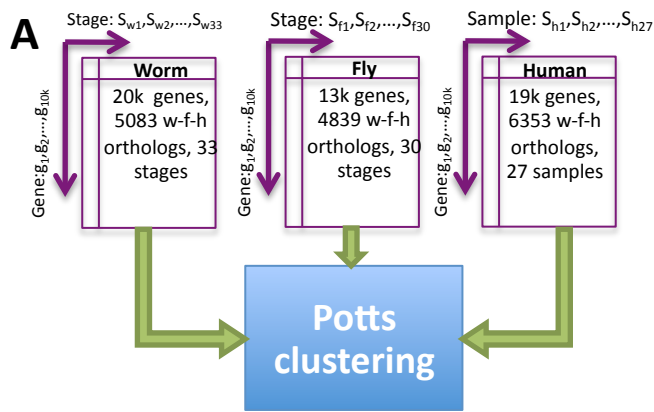 A
Stage: Sw1,Sw2,...,Sw33
Gene:g1,g2,...,g10k
Worm
20k genes,
5083 w-f-h
orthologs, 33
stages
Stage: Sf1,Sf2,...,Sf30
Gene:g1,g2,...,g10k
Fly
13k genes,
4839 w-f-h
orthologs, 30
stages
Sample: Sh1,Sh2,...,Sh27
Gene:g1,g2,...,g10k
Human
19k genes,
6353 w-f-h
orthologs,
27 samples
Potts
clustering